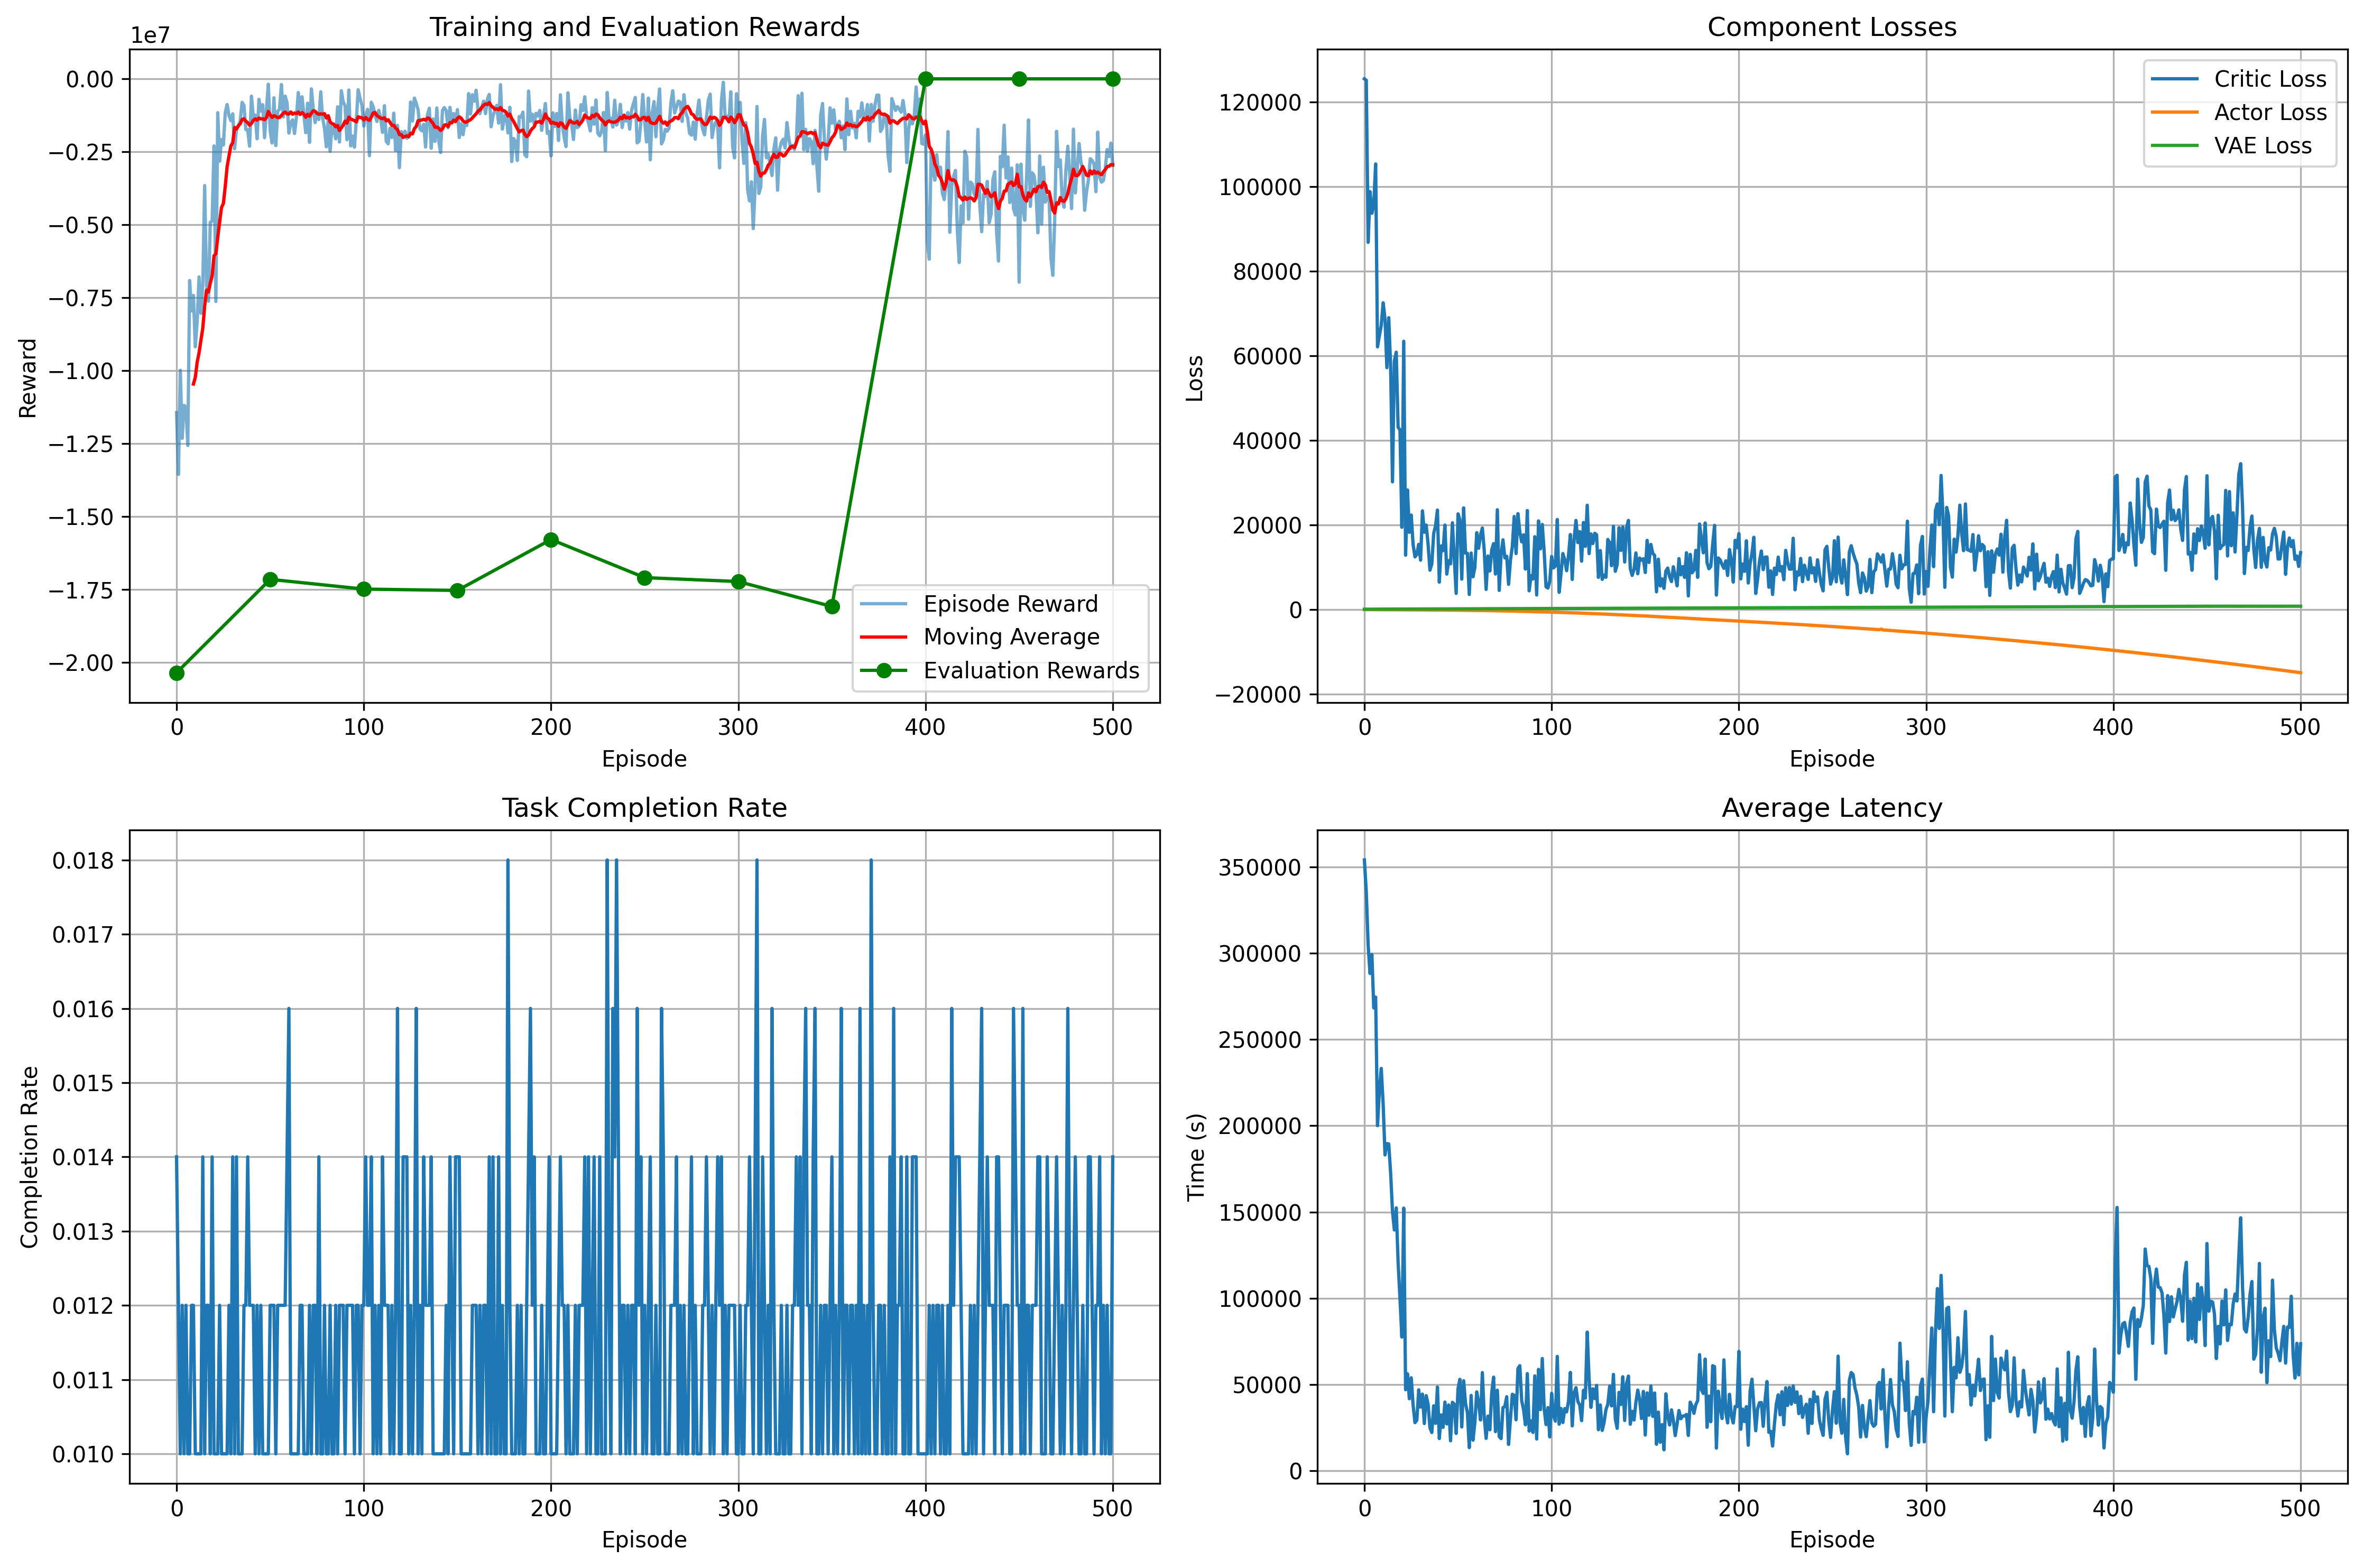 Training and Evaluation Rewards
1e7
0.00
−0.25
−0.50
−0.75
−1.00
−1.25
−1.50
−1.75
−2.00
Reward
Episode Reward
Moving Average
Evaluation Rewards
0 100 200 300 400 500
Episode
Component Losses
120000
100000
80000
60000
40000
20000
0
−20000
Loss
Critic Loss
Actor Loss
VAE Loss
0 100 200 300 400 500
Episode
Task Completion Rate
0.018
0.017
0.016
0.015
0.014
0.013
0.012
0.011
0.010
Completion Rate
0 100 200 300 400 500
Episode
Average Latency
350000
300000
250000
200000
150000
100000
50000
0
Time (s)
0 100 200 300 400 500
Episode